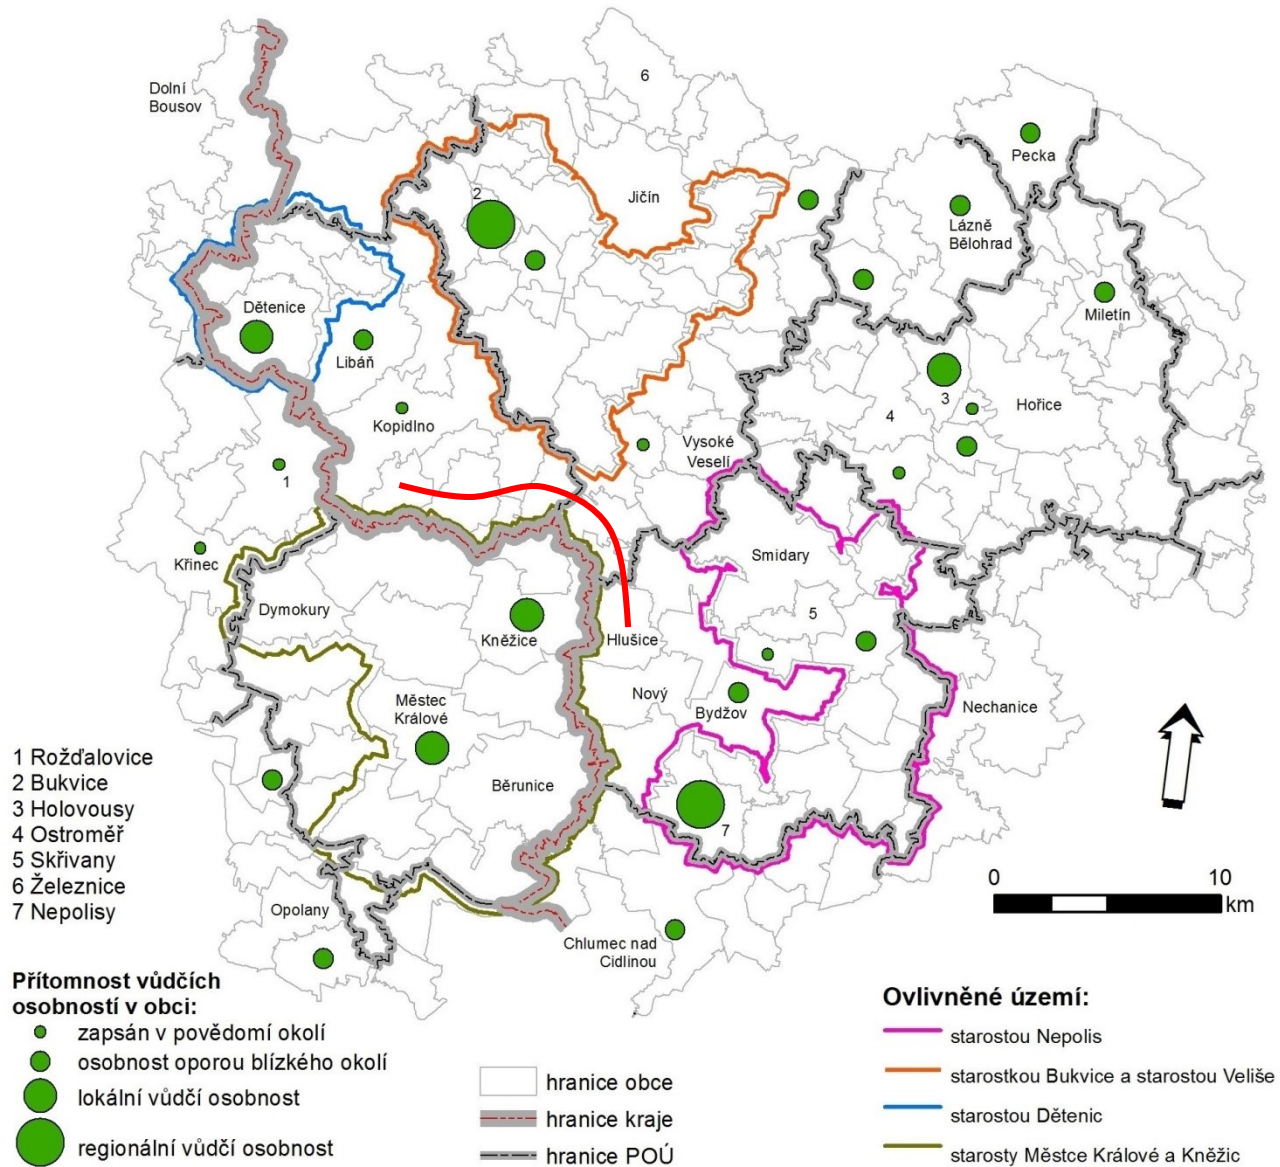 6
Dolní
Bousov
Pecka
2
Jičín
Lázně
Bělohrad
Dětenice
Miletín
Libáň
3
Hořice
4
Kopidlno
Vysoké
Veselí
1
Křinec
Smidary
Dymokury
5
Kněžice
Hlušice
Nový
Bydžov
Nechanice
Městec
Králové
Běrunice
7
1 Rožďalovice
2 Bukvice
3 Holovousy
4 Ostroměř
5 Skřivany
6 Železnice
7 Nepolisy
0 10
km
Opolany
Chlumec nad
Cidlinou
Přítomnost vůdčích
osobností v obci:
zapsán v povědomí okolí
osobnost oporou blízkého okolí
lokální vůdčí osobnost
regionální vůdčí osobnost
hranice obce
hranice kraje
hranice POÚ
Ovlivněné území:
starostou Nepolis
starostkou Bukvice a starostou Veliše
starostou Dětenic
starosty Městce Králové a Kněžic